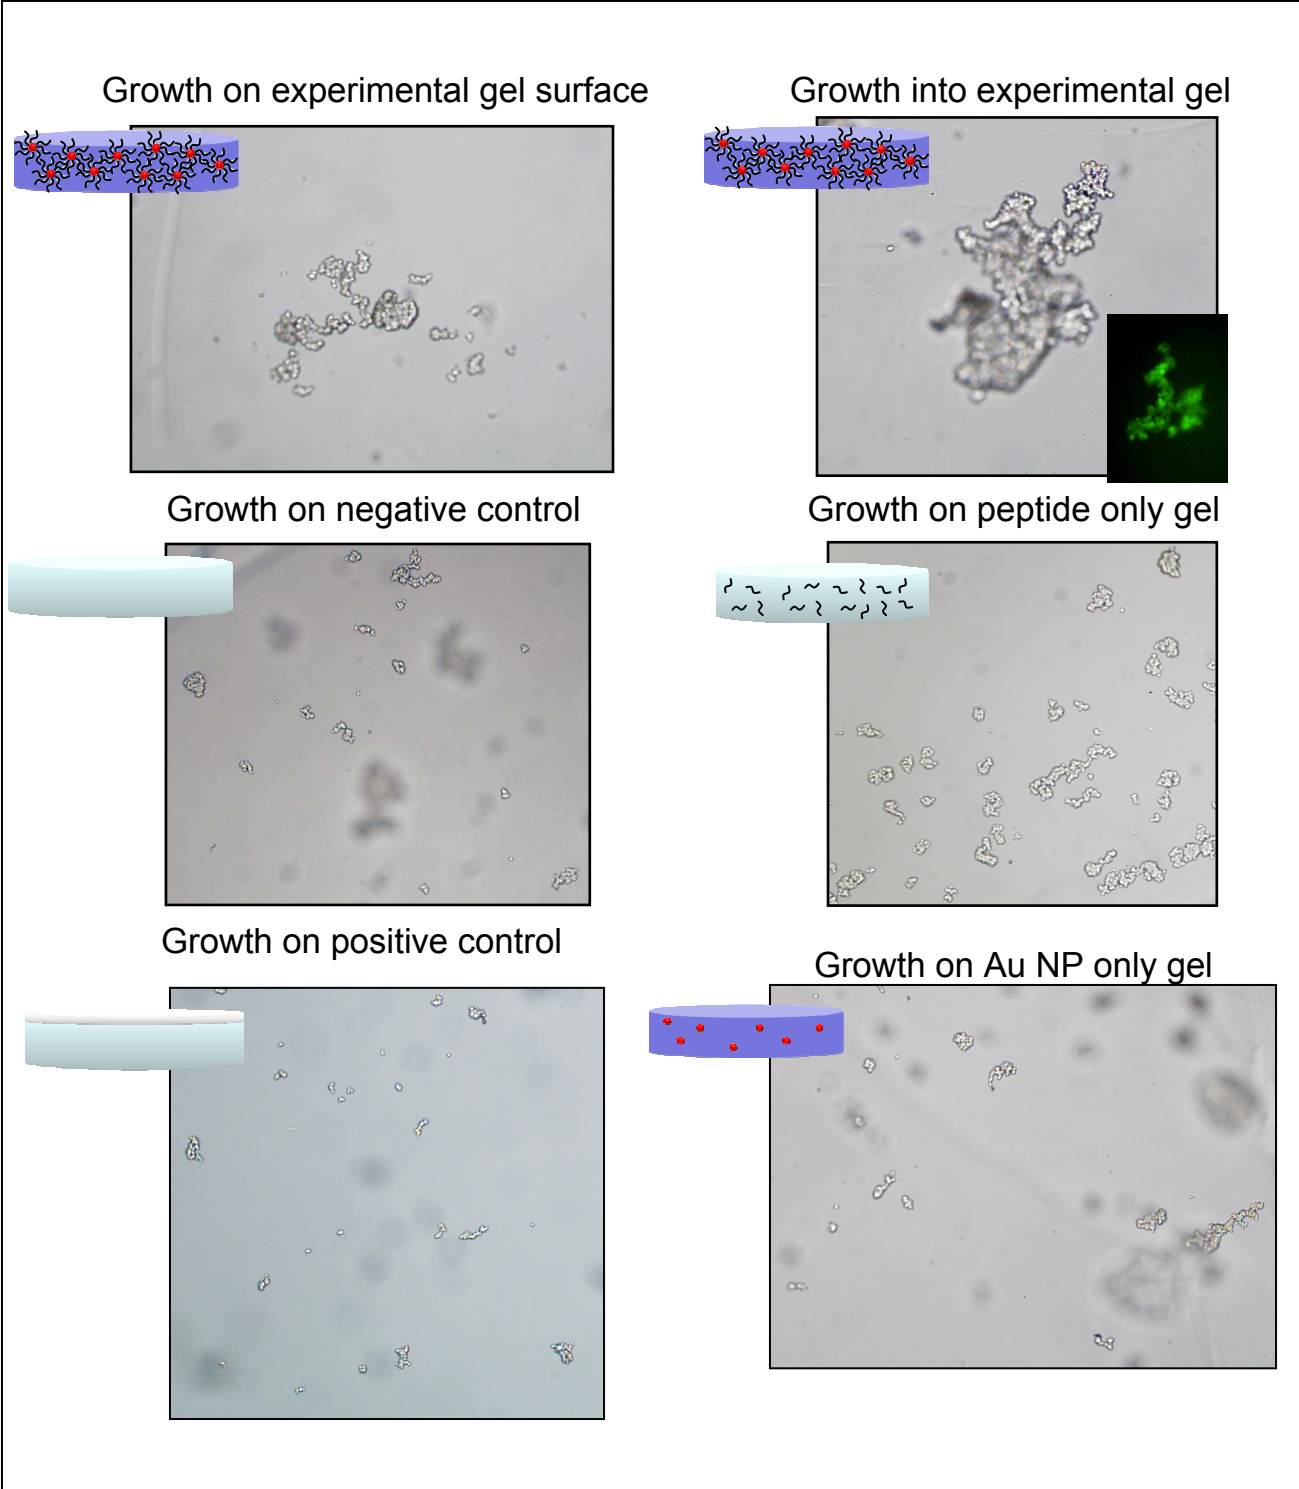 Growth on experimental gel surface
Growth into experimental gel
Growth on negative control
Growth on peptide only gel
Growth on positive control
Growth on Au NP only gel